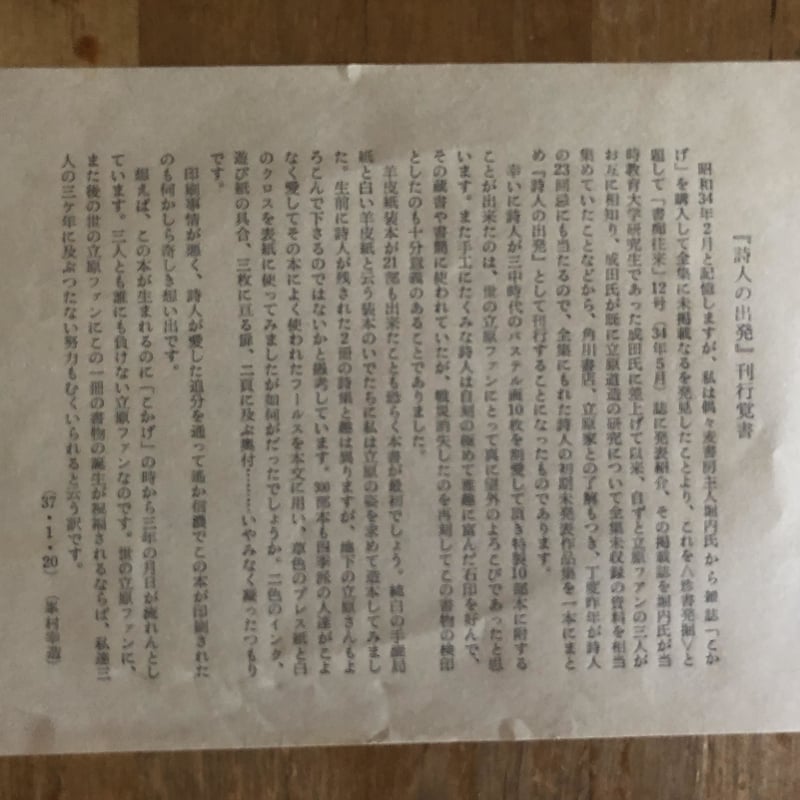 『詩人の出発』刊行覚書
昭和34年2月と記憶しますが、私は偶々麦書房主人堀内氏から雑誌「こか
げ」を購入して全集に未掲載なるを発見したことより、これを〈珍書発掘〉と
題して「書痴往来」12号（34年5月）誌に発表紹介、その掲載誌を堀内氏が当
時教育大学研究生であった成田氏に差上げて以来、自ずと立原ファンの三人が
お互に相知り、成田氏が既に立原道造の研究について全集未収録の資料を相当
集めていたことなどから、角川書店、立原家との了解もつき、丁度昨年が詩人
の23回忌にも当たるので、全集にもれた詩人の初期未発表作品集を一本にまと
め『詩人の出発』として刊行することになったものであります。
幸いに詩人が三中時代のパステル画10枚を割愛して頂き特製10部本に附する
ことが出来たのは、世の立原ファンにとって真に望外のよろこびであったと思
います。また手工にたくみな詩人は自刻の極めて雅趣に富んだ石印を好んで、
その蔵書や書簡に使われていたが、戦災消失したのを再刻してこの書物の検印
としたのも十分意義のあることでありました。
羊皮紙装本が21部も出来たことも恐らく本書が最初でしょう。純白の手漉局
紙と白い羊皮紙と云う装本のいでたちに私は立原の姿を求めて造本してみまし
た。生前に詩人が残された2冊の詩集と趣は異りますが、地下の立原さんもよ
ろこんで下さるのではないかと愚考しています。300部本も四季派の人達がこよ
なく愛してその本によく使われたフールスを本文に用い、草色のプレス紙と白
のクロスを表紙に使ってみましたが如何がだったでしょうか。二色のインク、
遊び紙の具合、三枚に亘る扉、二頁に及ぶ奥付………いやみなく凝ったつもり
です。
印刷事情が悪く、詩人が愛した追分を通って遙か信濃でこの本が印刷された
のも何かしら奇しき想い出です。
想えば、この本が生まれるのに「こかげ」の時から三年の月日が流れんとし
ています。三人とも誰にも負けない立原ファンなのです。世の立原ファンに、
また後の世の立原ファンにこの一冊の書物の誕生が祝福されるならば、私達三
人の三ケ年に及ぶつたない努力もむくいられると云う訳です。
（37・1・20）（峯村幸造）